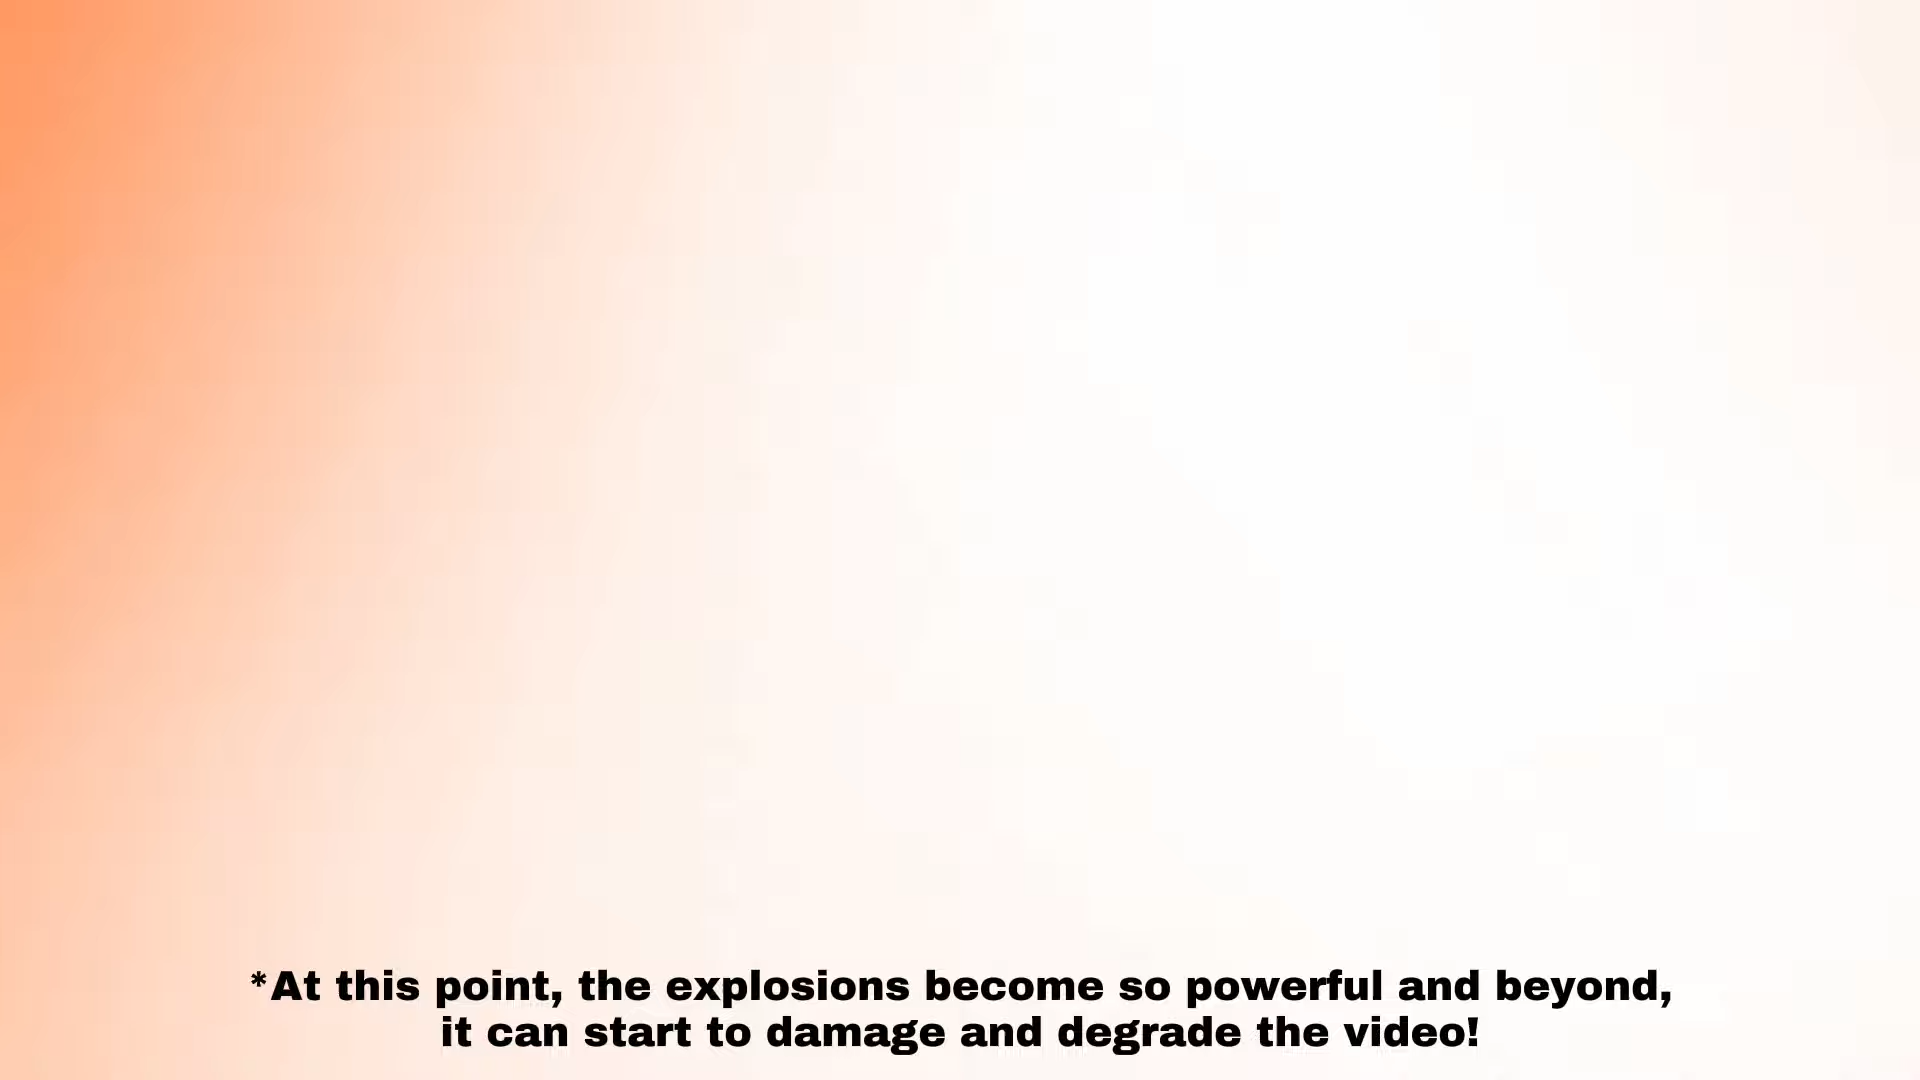 *At this point, the explosions become so powerful and beyond,
it can start to damage and degrade the video!